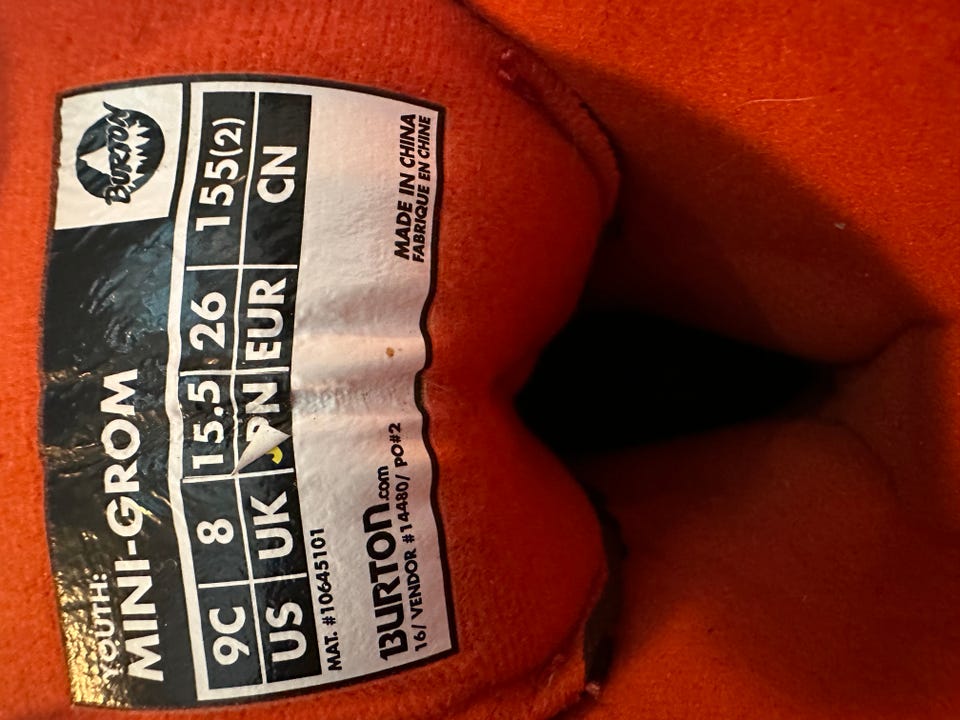 BURTON
YOUTH:
MINI-GROM
9C 8 15.5 26 155(2)
US UK JPN EUR CN
MAT. #10645101
BURTON.com
16/ VENDOR #14480/ PO#2
MADE IN CHINA
FABRIQUE EN CHINE